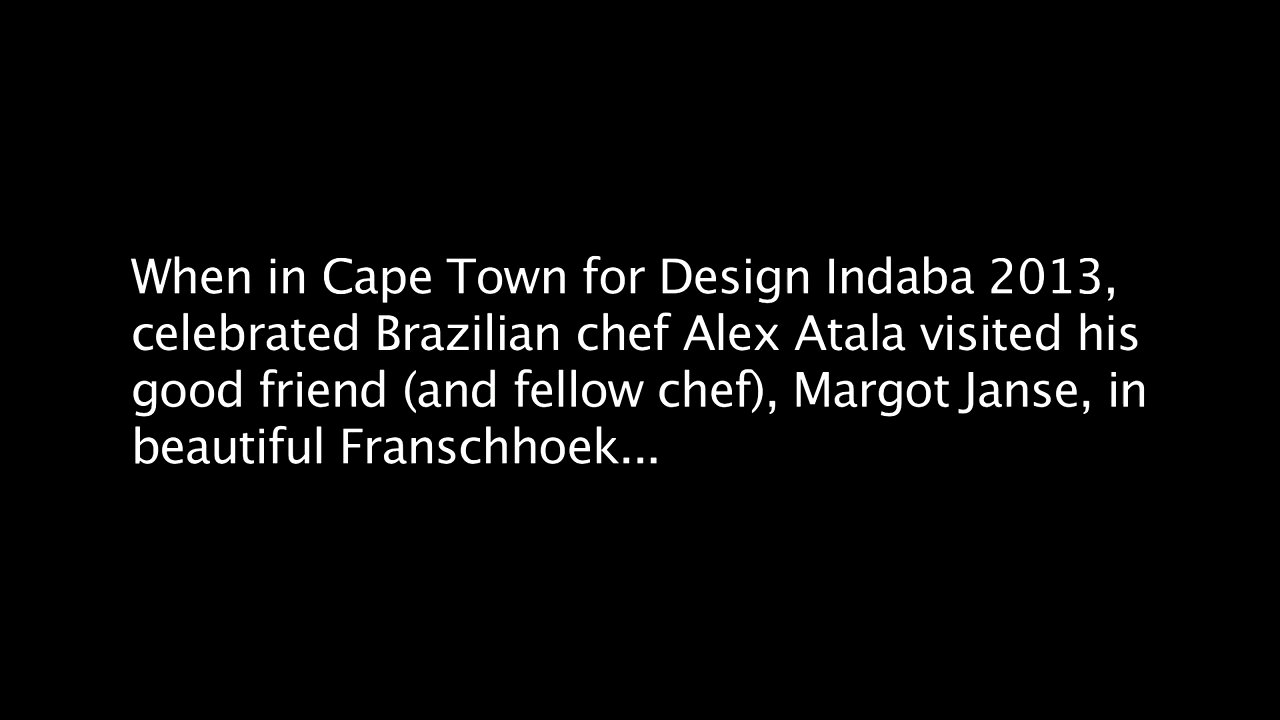 When in Cape Town for Design Indaba 2013,
celebrated Brazilian chef Alex Atala visited his
good friend (and fellow chef), Margot Janse, in
beautiful Franschhoek...